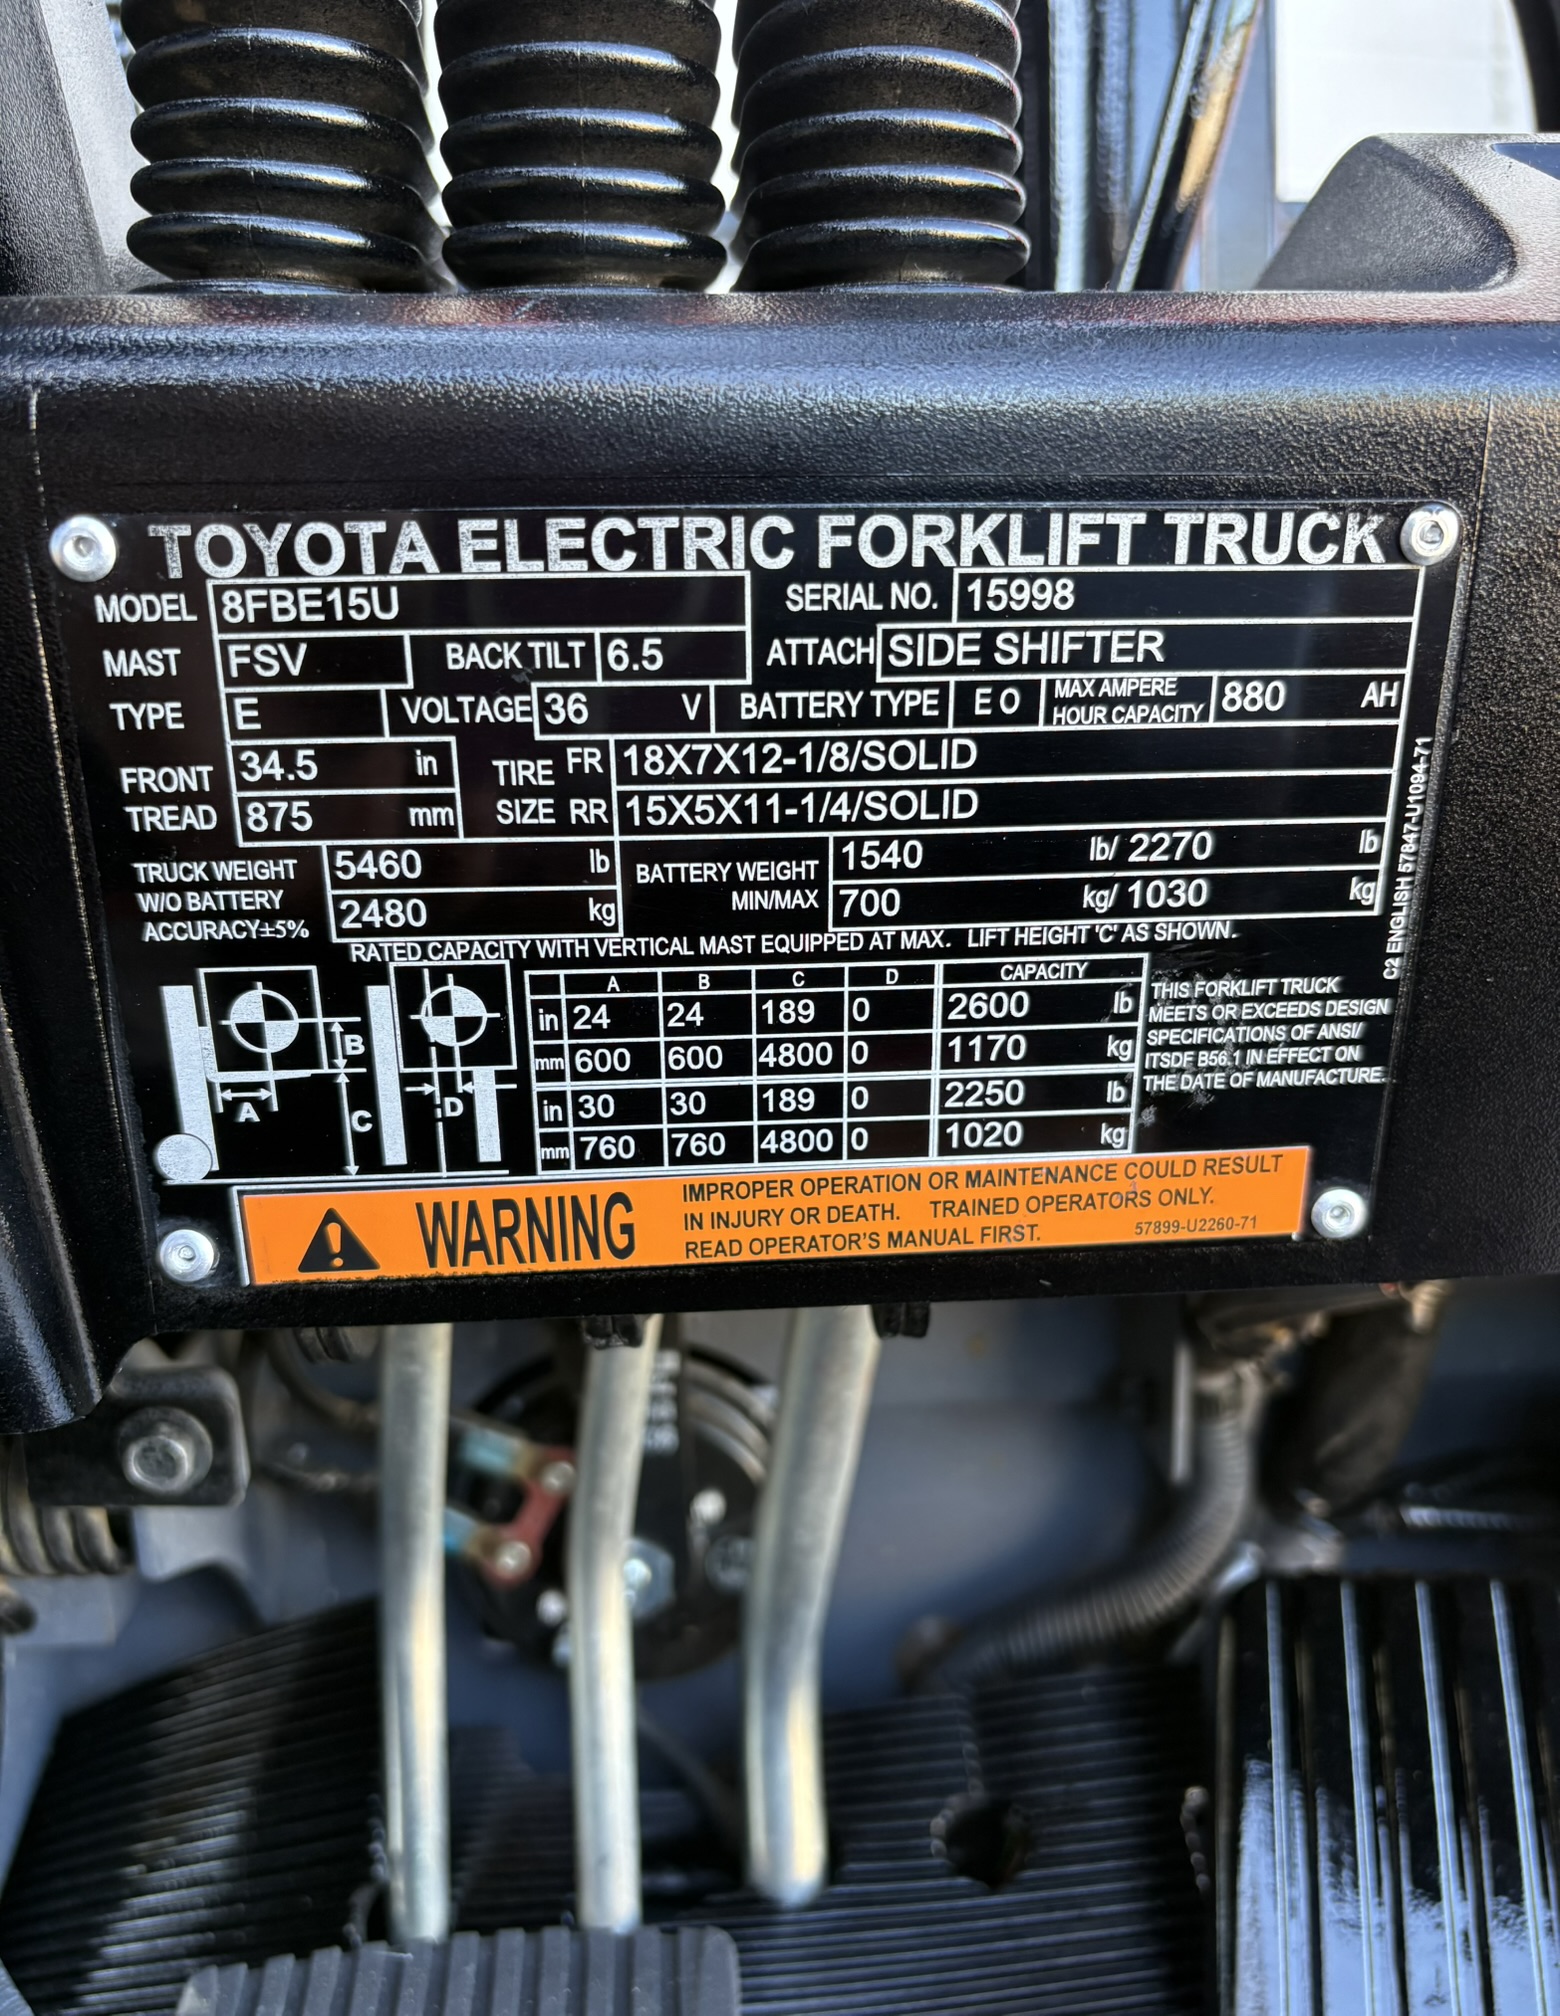 TOYOTA ELECTRIC FORKLIFT TRUCK
MODEL 8FBE15U SERIAL NO. 15998
MAST FSV BACK TILT 6.5 ATTACH SIDE SHIFTER
TYPE E VOLTAGE 36 V BATTERY TYPE E O MAX AMPERE HOUR CAPACITY 880 AH
FRONT TREAD 34.5 in TIRE SIZE FR 18X7X12-1/8/SOLID
875 mm RR 15X5X11-1/4/SOLID
TRUCK WEIGHT W/O BATTERY ACCURACY±5% 5460 lb BATTERY WEIGHT MIN/MAX 1540 lb/ 2270 lb
2480 kg 700 kg/ 1030 kg
RATED CAPACITY WITH VERTICAL MAST EQUIPPED AT MAX. LIFT HEIGHT 'C' AS SHOWN.
A B C D CAPACITY
in 24 24 189 0 2600 lb
mm 600 600 4800 0 1170 kg
in 30 30 189 0 2250 lb
mm 760 760 4800 0 1020 kg
B
A
C
D
THIS FORKLIFT TRUCK
MEETS OR EXCEEDS DESIGN
SPECIFICATIONS OF ANSI/
ITSDF B56.1 IN EFFECT ON
THE DATE OF MANUFACTURE.
C2 ENGLISH 57847-U1094-71
WARNING
IMPROPER OPERATION OR MAINTENANCE COULD RESULT
IN INJURY OR DEATH. TRAINED OPERATORS ONLY.
READ OPERATOR'S MANUAL FIRST. 57899-U2260-71